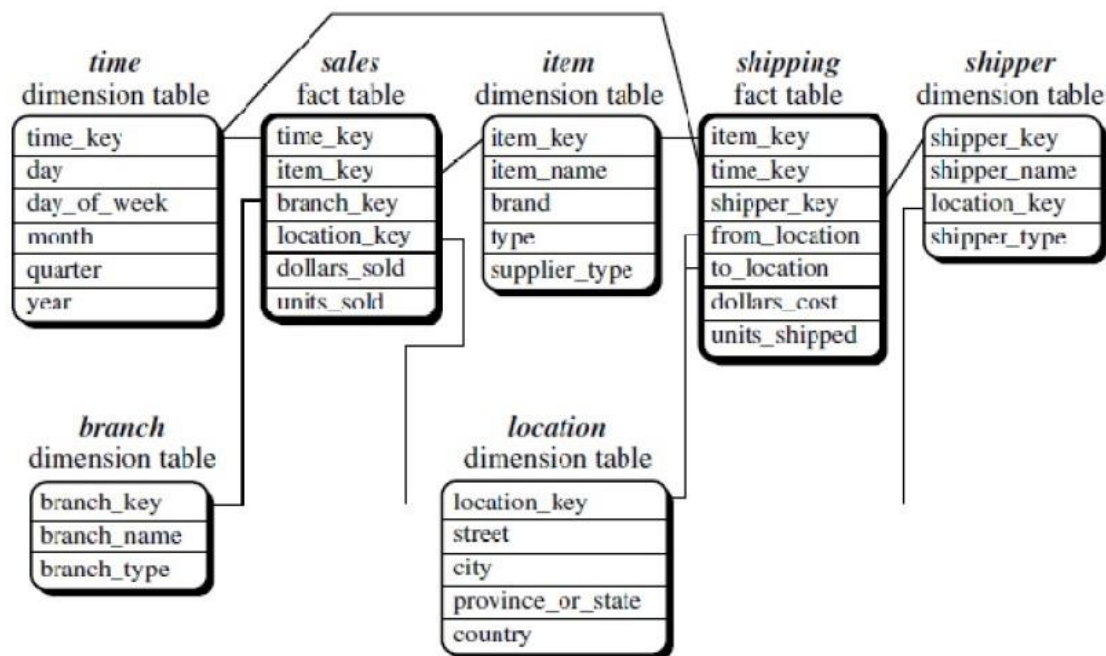 time
dimension table
time_key
day
day_of_week
month
quarter
year
sales
fact table
time_key
item_key
branch_key
location_key
dollars_sold
units_sold
item
dimension table
item_key
item_name
brand
type
supplier_type
shipping
fact table
item_key
time_key
shipper_key
from_location
to_location
dollars_cost
units_shipped
shipper
dimension table
shipper_key
shipper_name
location_key
shipper_type
branch
dimension table
branch_key
branch_name
branch_type
location
dimension table
location_key
street
city
province_or_state
country